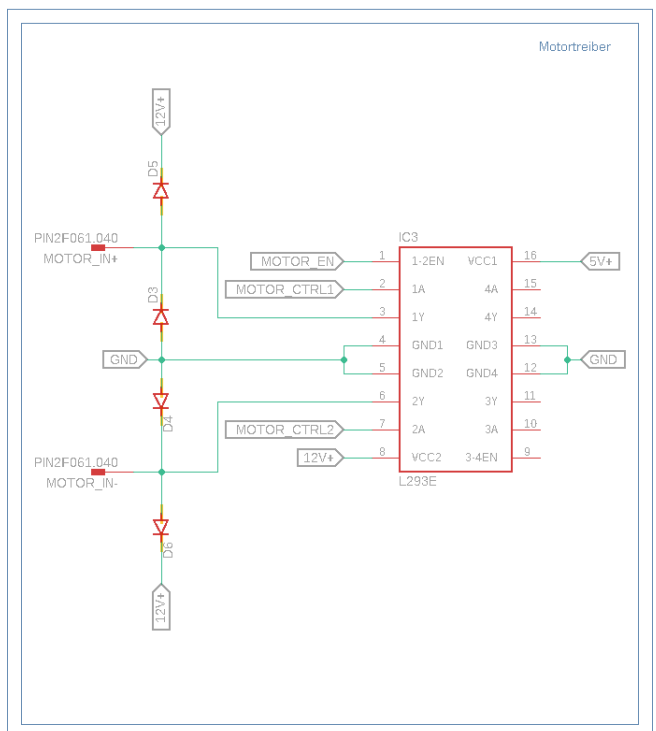 Motortreiber
12V+
D5
PIN2F061.040
MOTOR_IN+
D3
GND
D4
PIN2F061.040
MOTOR_IN-
D6
12V+
IC3
MOTOR_EN 1 1-2EN VCC1 16 5V+
MOTOR_CTRL1 2 1A 4A 15
3 1Y 4Y 14
4 GND1 GND3 13
5 GND2 GND4 12 GND
6 2Y 3Y 11
MOTOR_CTRL2 7 2A 3A 10
12V+ 8 VCC2 3-4EN 9
L293E